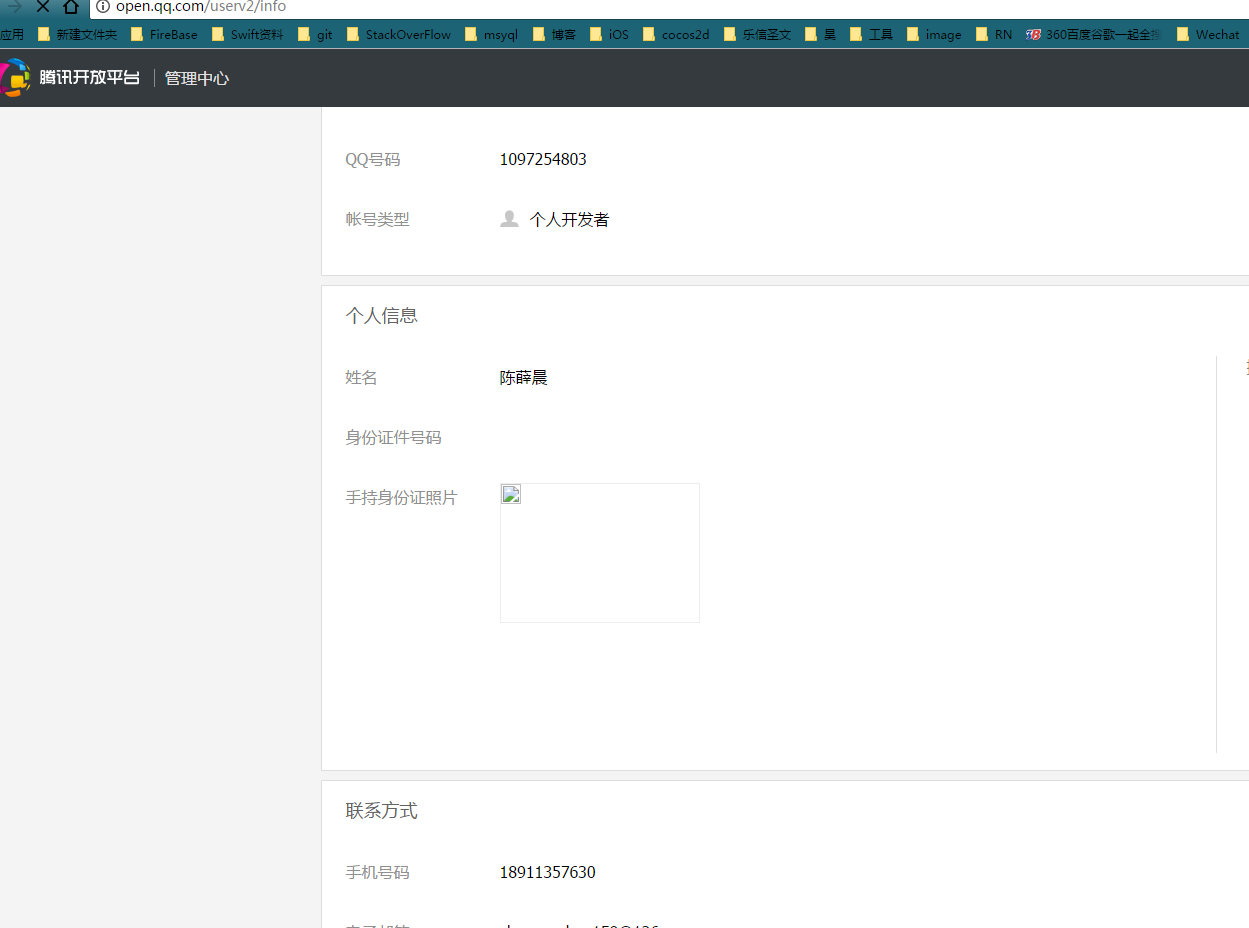 open.qq.com/userv2/info
应用 新建文件夹 FireBase Swift资料 git StackOverFlow msyql 博客 iOS cocos2d 乐信圣文 昊 工具 image RN 360百度谷歌一起全搜 Wechat
腾讯开放平台 管理中心
QQ号码 1097254803
帐号类型 个人开发者
个人信息
姓名 陈薛晨
身份证件号码
手持身份证照片
联系方式
手机号码 18911357630